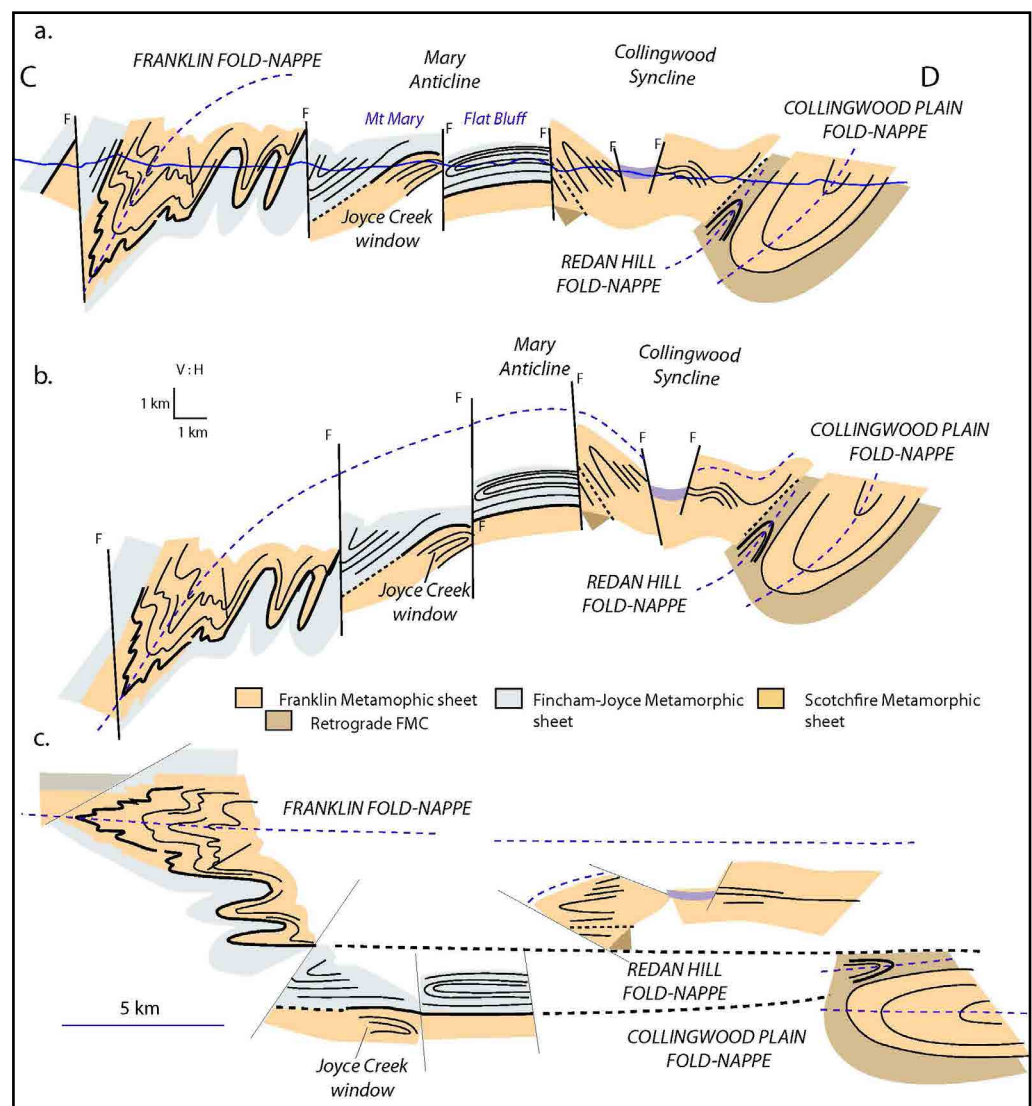 a.
C
FRANKLIN FOLD-NAPPE
Mary
Anticline
Collingwood
Syncline
D
COLLINGWOOD PLAIN
FOLD-NAPPE
F
F
Mt Mary
F
Flat Bluff
F
F
F
Joyce Creek
window
REDAN HILL
FOLD-NAPPE
b.
V : H
1 km
1 km
Mary
Anticline
Collingwood
Syncline
COLLINGWOOD PLAIN
FOLD-NAPPE
F
F
F
F
F
F
F
Joyce Creek
window
REDAN HILL
FOLD-NAPPE
Franklin Metamophic sheet
Retrograde FMC
Fincham-Joyce Metamorphic
sheet
Scotchfire Metamorphic
sheet
c.
FRANKLIN FOLD-NAPPE
5 km
Joyce Creek
window
REDAN HILL
FOLD-NAPPE
COLLINGWOOD PLAIN
FOLD-NAPPE